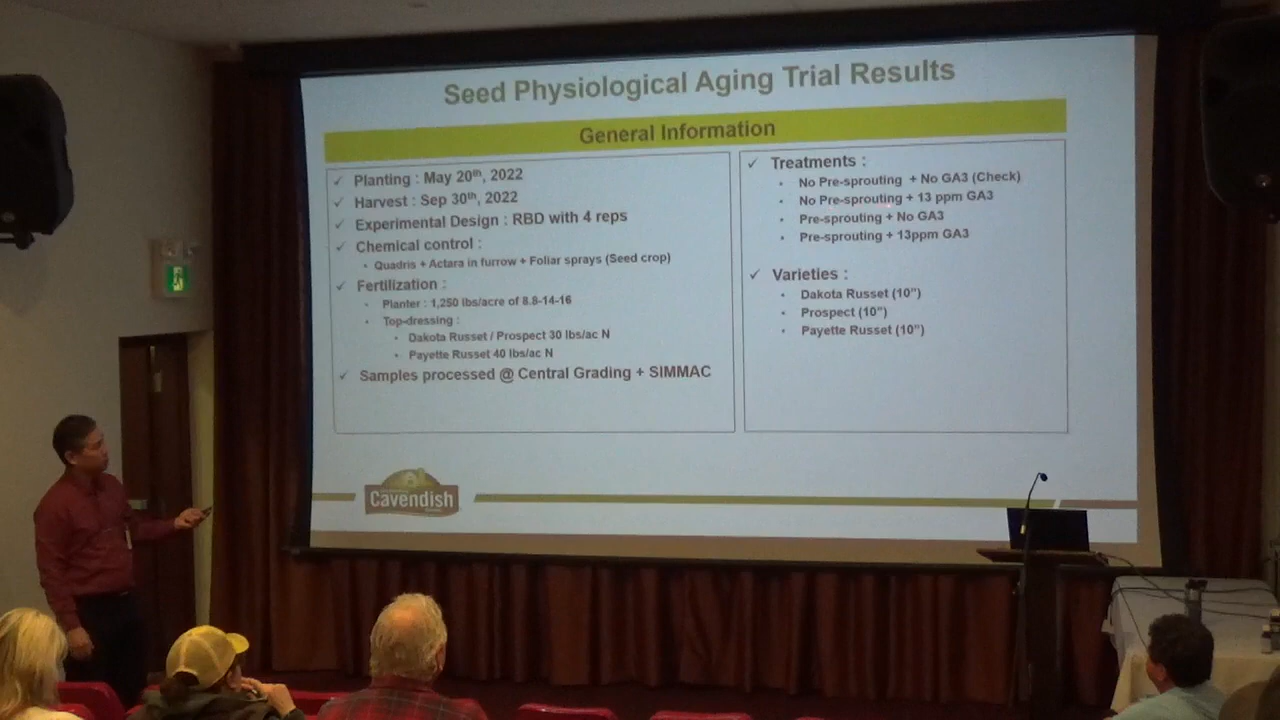 Seed Physiological Aging Trial Results
General Information
✓ Planting : May 20th, 2022
✓ Harvest : Sep 30th, 2022
✓ Experimental Design : RBD with 4 reps
✓ Chemical control :
• Quadris + Actara in furrow + Foliar sprays (Seed crop)
✓ Fertilization :
• Planter : 1,250 lbs/acre of 8.8-14-16
• Top-dressing :
• Dakota Russet / Prospect 30 lbs/ac N
• Payette Russet 40 lbs/ac N
✓ Samples processed @ Central Grading + SIMMAC
✓ Treatments :
• No Pre-sprouting + No GA3 (Check)
• No Pre-sprouting + 13 ppm GA3
• Pre-sprouting + No GA3
• Pre-sprouting + 13ppm GA3
✓ Varieties :
• Dakota Russet (10")
• Prospect (10")
• Payette Russet (10")
Cavendish